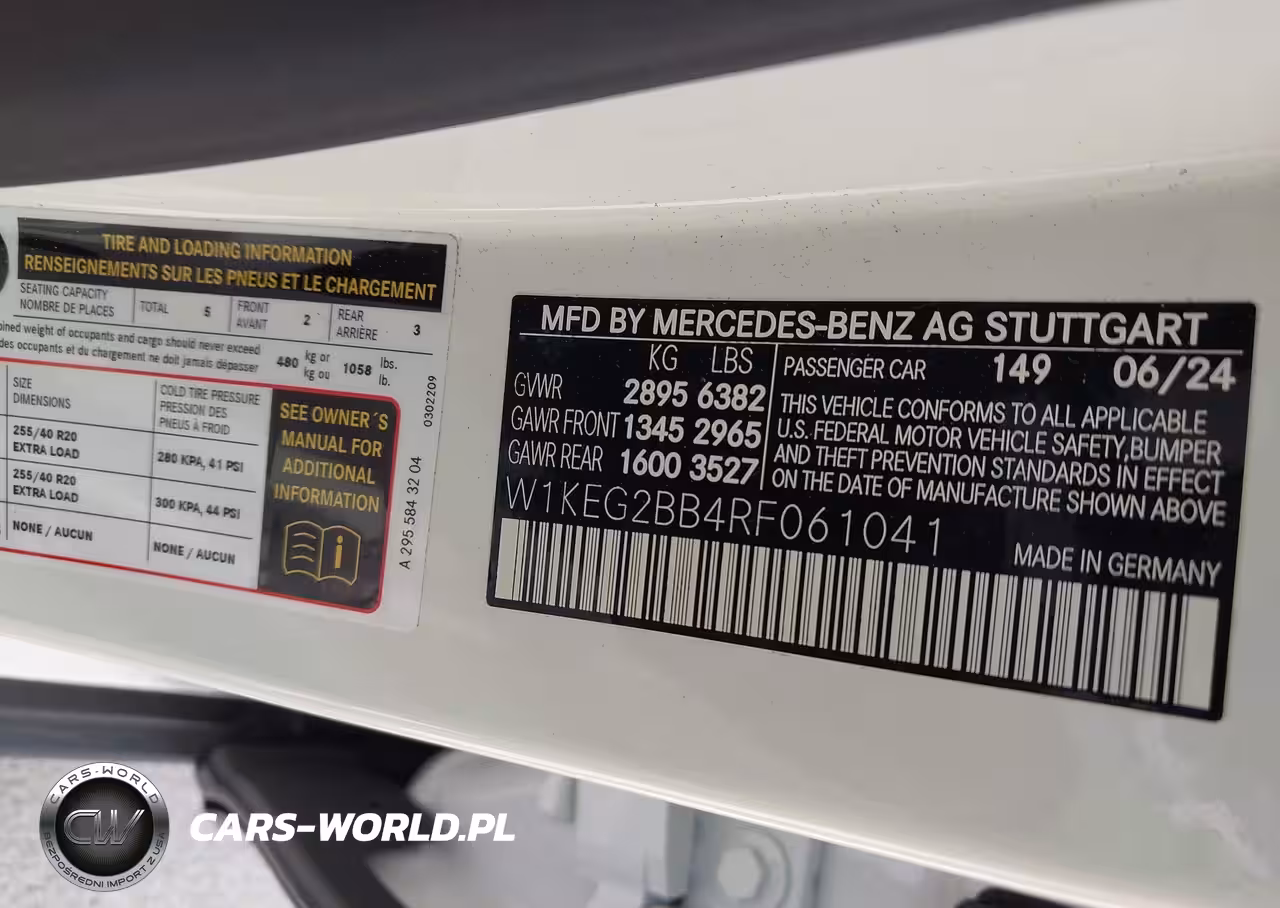 TIRE AND LOADING INFORMATION
RENSEIGNEMENTS SUR LES PNEUS ET LE CHARGEMENT
SEATING CAPACITY
NOMBRE DE PLACES
TOTAL 5
FRONT
AVANT
2
REAR
ARRIÈRE
3
weight of occupants and cargo should never exceed
des occupants et du chargement ne doit jamais dépasser
480 kg or
kg ou
1058 lbs.
lb.
SIZE
DIMENSIONS
COLD TIRE PRESSURE
PRESSION DES
PNEUS À FROID
255/40 R20
EXTRA LOAD
280 KPA, 41 PSI
255/40 R20
EXTRA LOAD
300 KPA, 44 PSI
NONE / AUCUN
NONE / AUCUN
SEE OWNER´S
MANUAL FOR
ADDITIONAL
INFORMATION
i
0302209
A 295 584 32 04
MFD BY MERCEDES-BENZ AG STUTTGART
KG LBS
GVWR 2895 6382
GAWR FRONT 1345 2965
GAWR REAR 1600 3527
PASSENGER CAR 149 06/24
THIS VEHICLE CONFORMS TO ALL APPLICABLE
U.S. FEDERAL MOTOR VEHICLE SAFETY,BUMPER
AND THEFT PREVENTION STANDARDS IN EFFECT
ON THE DATE OF MANUFACTURE SHOWN ABOVE
W1KEG2BB4RF061041
MADE IN GERMANY
CARS-WORLD
CW
BEZPOŚREDNI IMPORT Z USA
CARS-WORLD.PL